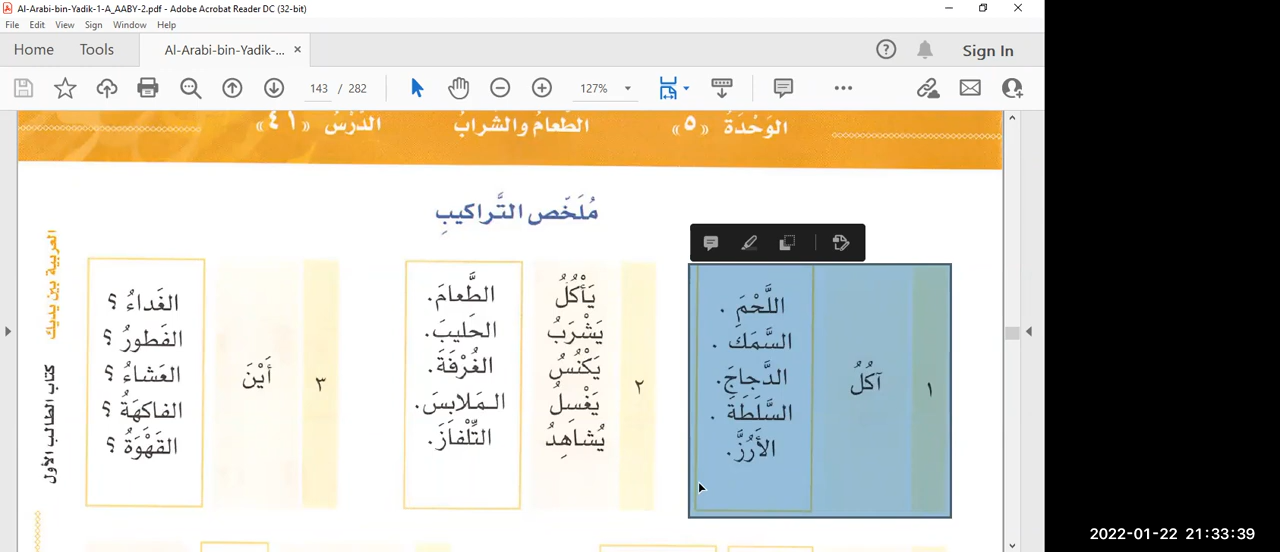 Al-Arabi-bin-Yadik-1-A_AABY-2.pdf - Adobe Acrobat Reader DC (32-bit)
File Edit View Sign Window Help
Home Tools Al-Arabi-bin-Yadik-... × Sign In
143 / 282 127%
الوَحْدَةُ «٥» الطَّعامُ والشَّرابُ الدَّرْسُ «٤١»
مُلَخَّص التَّراكيبِ
١
آكُلُ
اللَّحْمَ .
السَّمَكَ .
الدَّجاجَ.
السَّلَطَةَ .
الأَرُزَّ.
٢
يَأْكُلُ الطَّعامَ.
يَشْرَبُ الحَليبَ.
يَكْنُسُ الغُرْفَةَ.
يَغْسِلُ الـمَلابِسَ.
يُشاهِدُ التِّلْفازَ.
٣
أَيْنَ
الغَداءُ ؟
الفَطورُ ؟
العَشاءُ ؟
الفاكِهَةُ ؟
القَهْوَةُ ؟
العربية بين يديك
كتاب الطالب الأول
2022-01-22 21:33:39